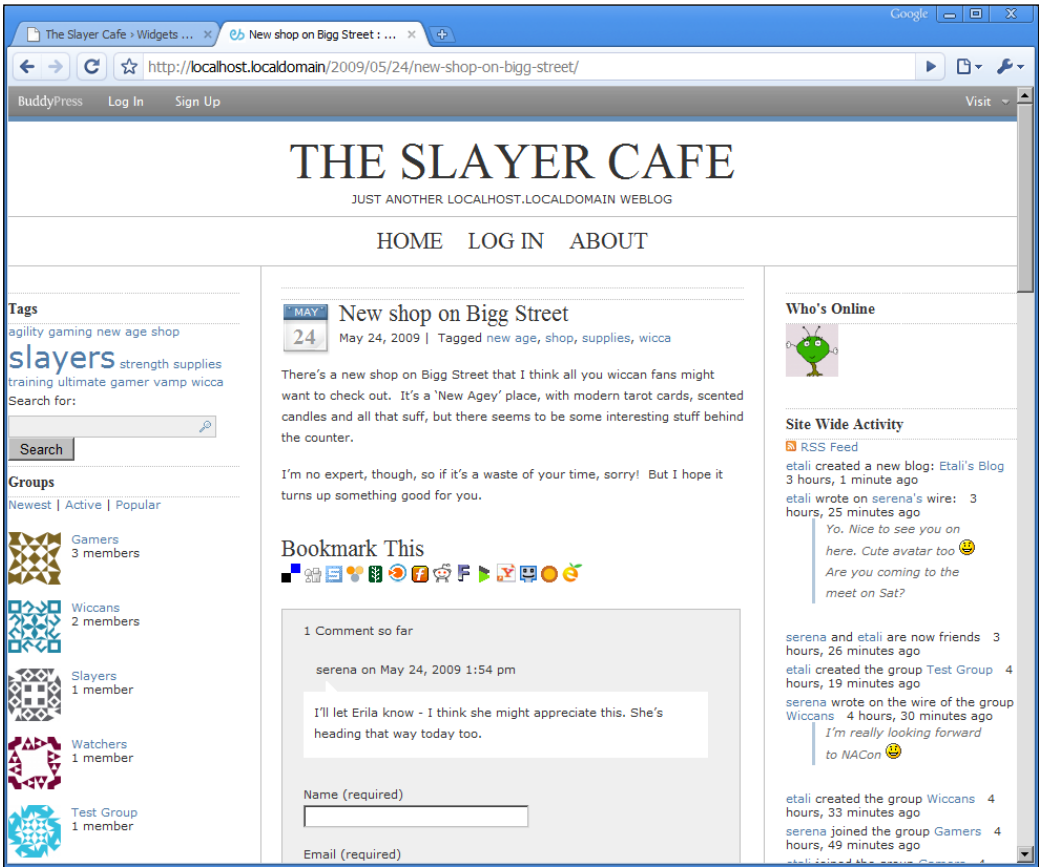 Google
The Slayer Cafe › Widgets ...
New shop on Bigg Street : ...
http://localhost.localdomain/2009/05/24/new-shop-on-bigg-street/
BuddyPress Log In Sign Up Visit
THE SLAYER CAFE
JUST ANOTHER LOCALHOST.LOCALDOMAIN WEBLOG
HOME LOG IN ABOUT
Tags
agility gaming new age shop
slayers strength supplies
training ultimate gamer vamp wicca
Search for:
Search
Groups
Newest | Active | Popular
Gamers
3 members
Wiccans
2 members
Slayers
1 member
Watchers
1 member
Test Group
1 member
MAY
24
New shop on Bigg Street
May 24, 2009 | Tagged new age, shop, supplies, wicca
There's a new shop on Bigg Street that I think all you wiccan fans might
want to check out. It's a 'New Agey' place, with modern tarot cards, scented
candles and all that suff, but there seems to be some interesting stuff behind
the counter.
I'm no expert, though, so if it's a waste of your time, sorry! But I hope it
turns up something good for you.
Bookmark This
1 Comment so far
serena on May 24, 2009 1:54 pm
I'll let Erila know - I think she might appreciate this. She's
heading that way today too.
Name (required)
Email (required)
Who's Online
Site Wide Activity
RSS Feed
etali created a new blog: Etali's Blog
3 hours, 1 minute ago
etali wrote on serena's wire: 3
hours, 25 minutes ago
Yo. Nice to see you on
here. Cute avatar too
Are you coming to the
meet on Sat?
serena and etali are now friends 3
hours, 26 minutes ago
etali created the group Test Group 4
hours, 19 minutes ago
serena wrote on the wire of the group
Wiccans 4 hours, 30 minutes ago
I'm really looking forward
to NACon
etali created the group Wiccans 4
hours, 33 minutes ago
serena joined the group Gamers 4
hours, 49 minutes ago